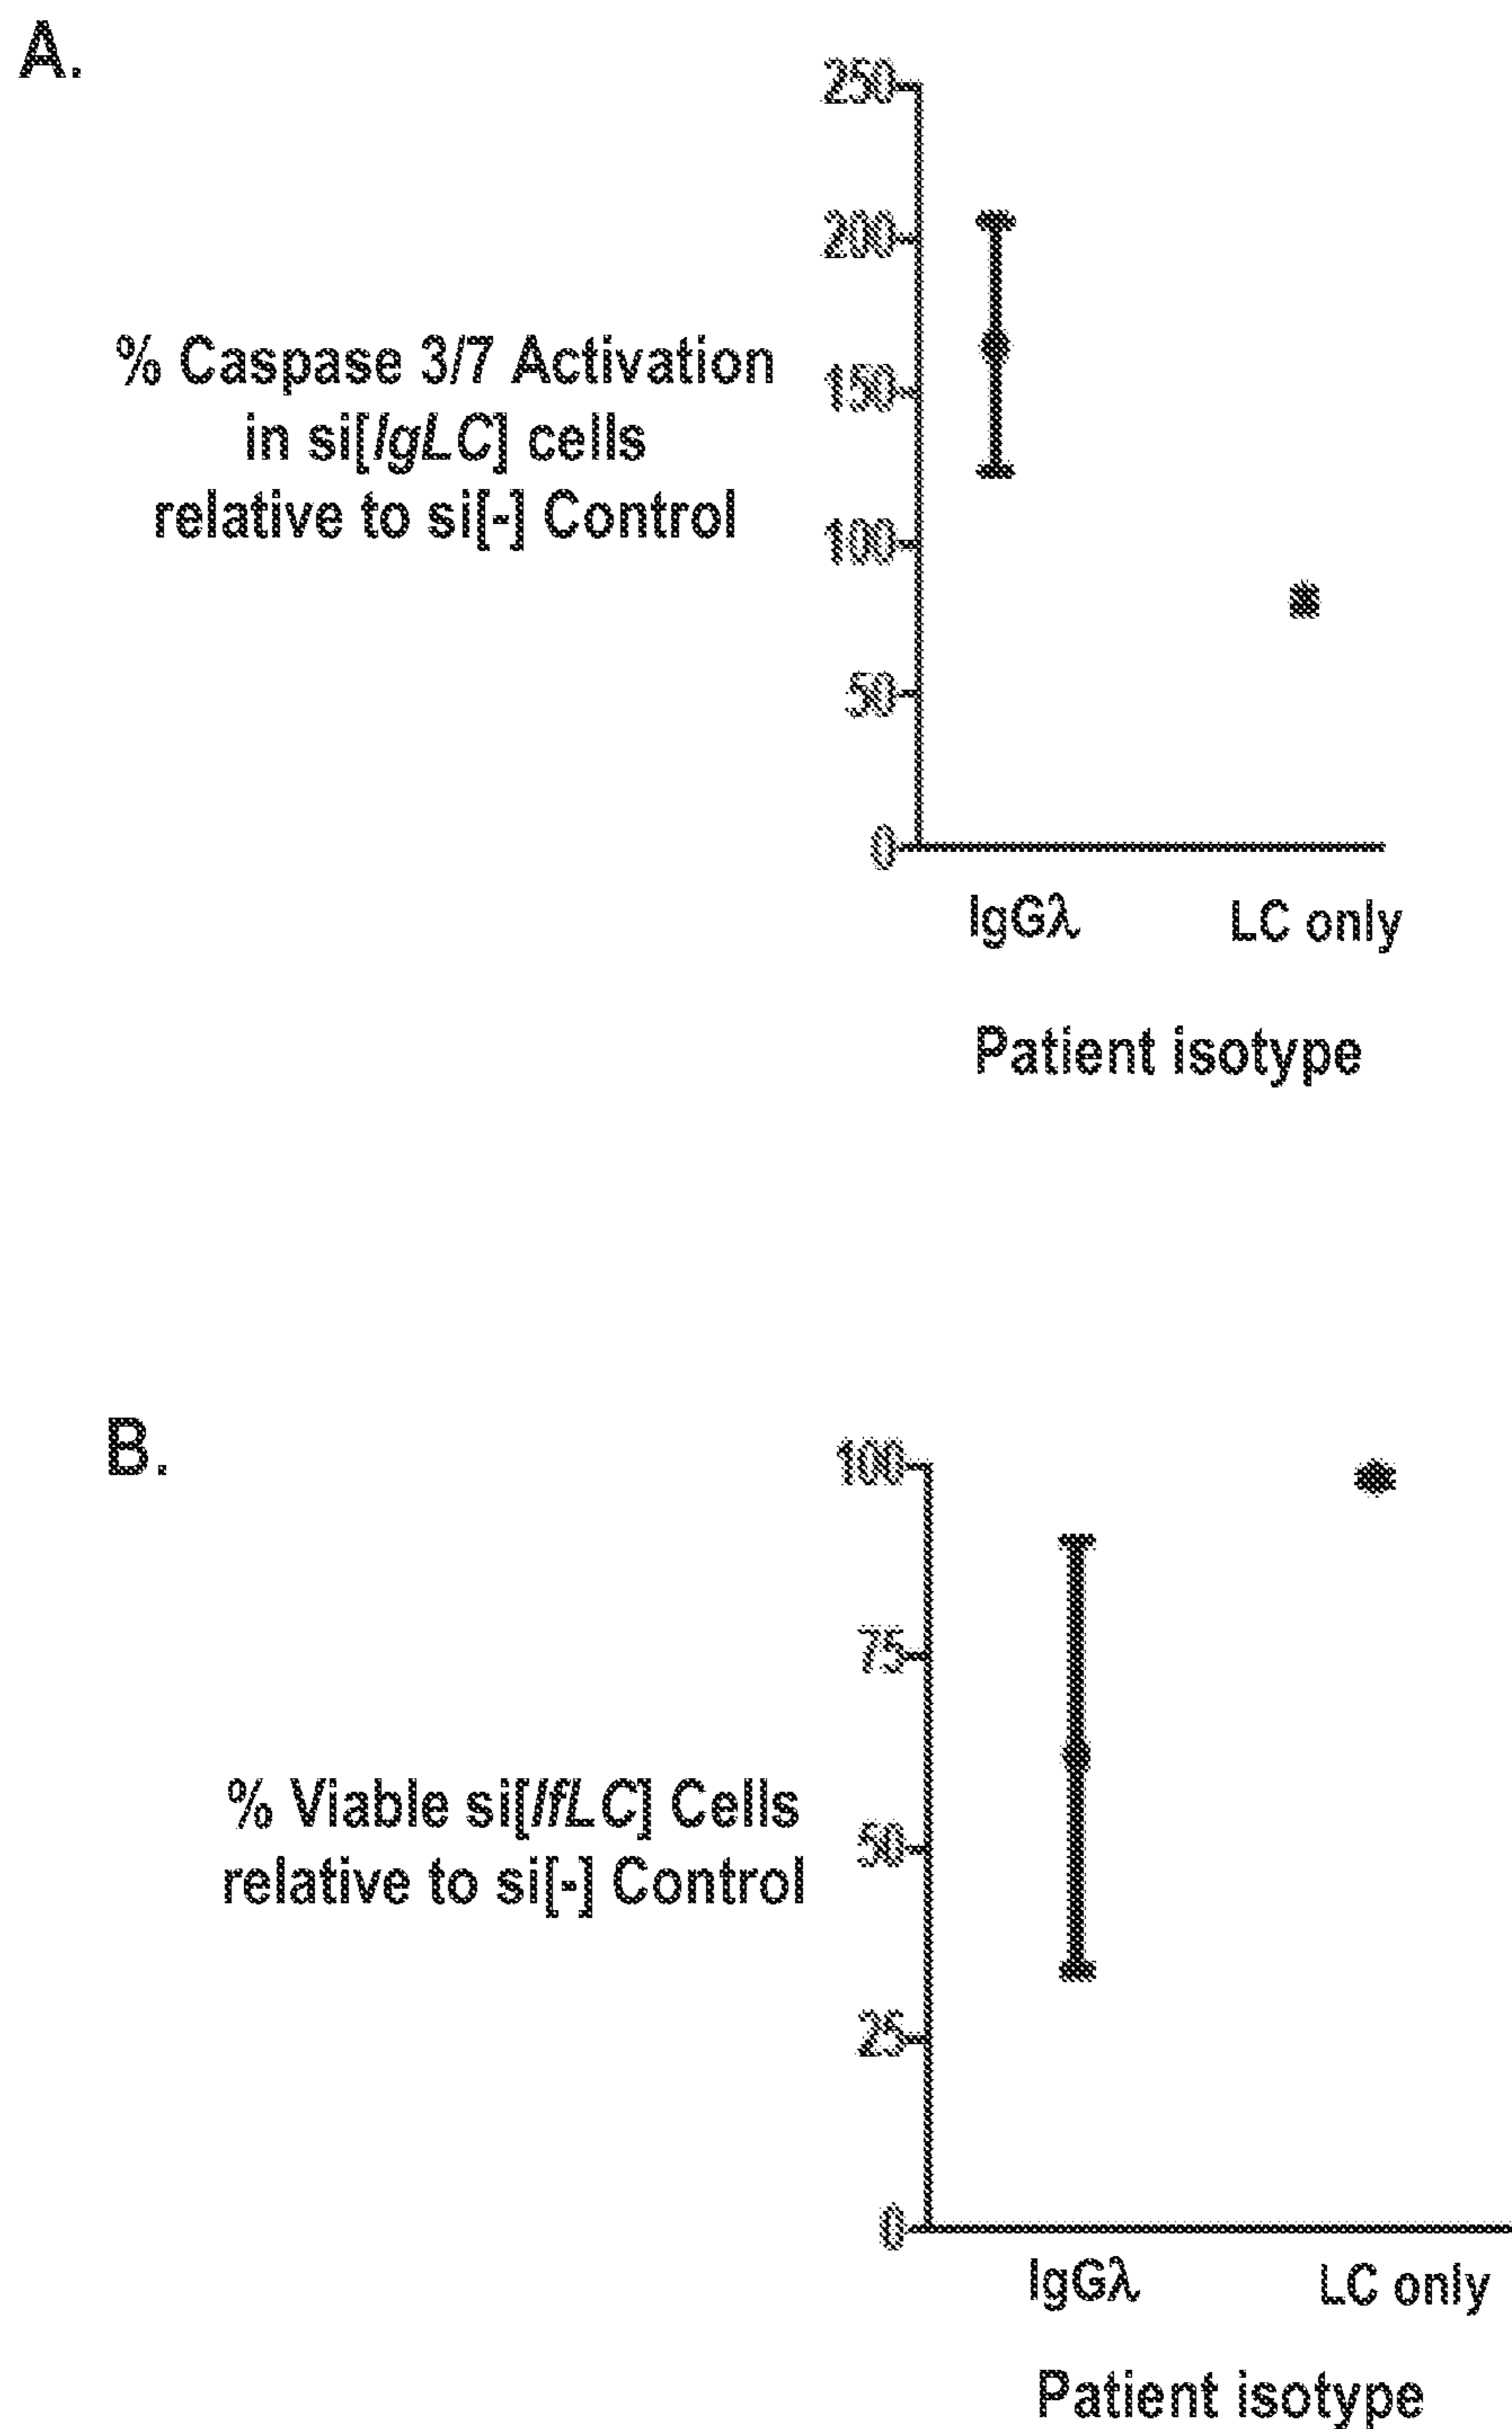 A.
250
200
150
100
50
0
% Caspase 3/7 Activation
in si[IgLC] cells
relative to si[-] Control
IgGλ LC only
Patient isotype
B.
100
75
50
25
0
% Viable si[IfLC] Cells
relative to si[-] Control
IgGλ LC only
Patient isotype